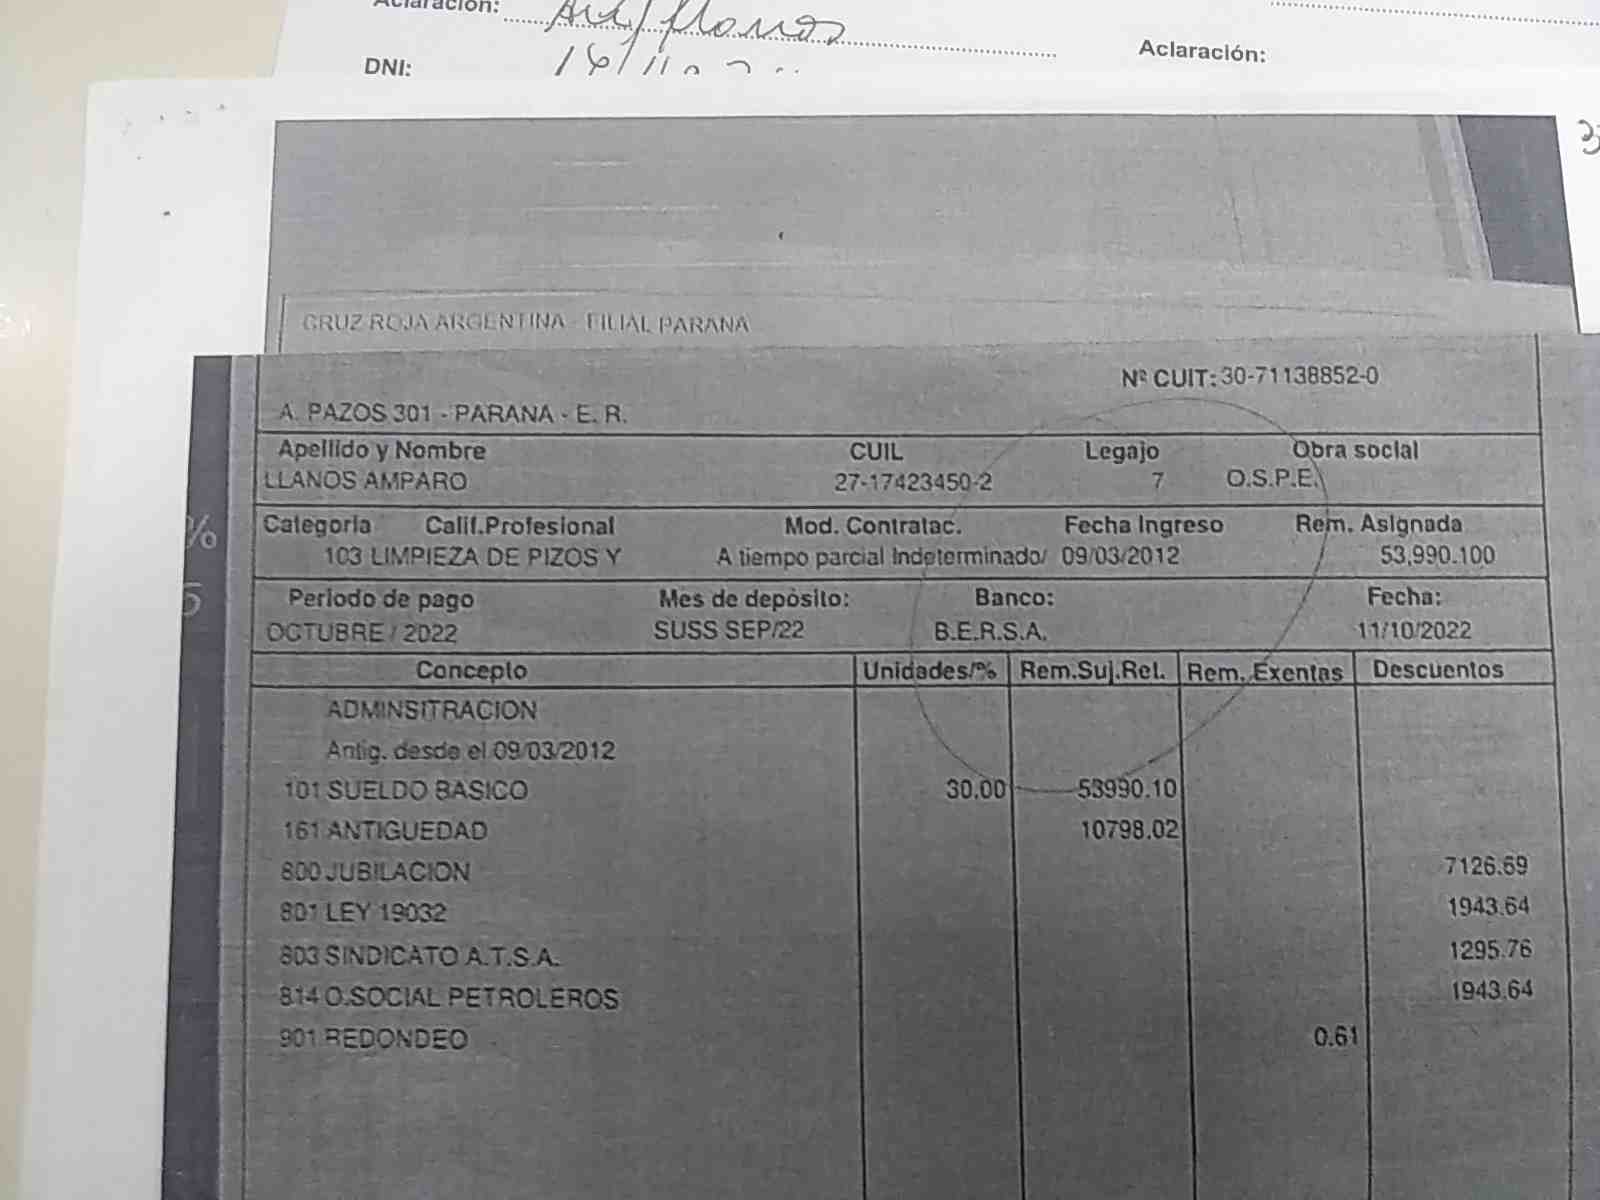 Aclaración:
Llanos
DNI:
Aclaración:
CRUZ ROJA ARGENTINA - FILIAL PARANA
Nº CUIT: 30-71138852-0
A. PAZOS 301 - PARANA - E. R.
Apellido y Nombre CUIL Legajo Obra social
LLANOS AMPARO 27-17423450-2 7 O.S.P.E.
Categoria Calif.Profesional Mod. Contratac. Fecha Ingreso Rem. Asignada
103 LIMPIEZA DE PIZOS Y A tiempo parcial Indeterminado/ 09/03/2012 53,990.100
%
5
Periodo de pago Mes de depósito: Banco: Fecha:
OCTUBRE / 2022 SUSS SEP/22 B.E.R.S.A. 11/10/2022
Concepto Unidades/% Rem.Suj.Ret. Rem. Exentas Descuentos
ADMINSITRACION
Antig. desde el 09/03/2012
101 SUELDO BASICO 30.00 53990.10
161 ANTIGUEDAD 10798.02
800 JUBILACION 7126.69
801 LEY 19032 1943.64
803 SINDICATO A.T.S.A. 1295.76
814 O.SOCIAL PETROLEROS 1943.64
901 REDONDEO 0.61